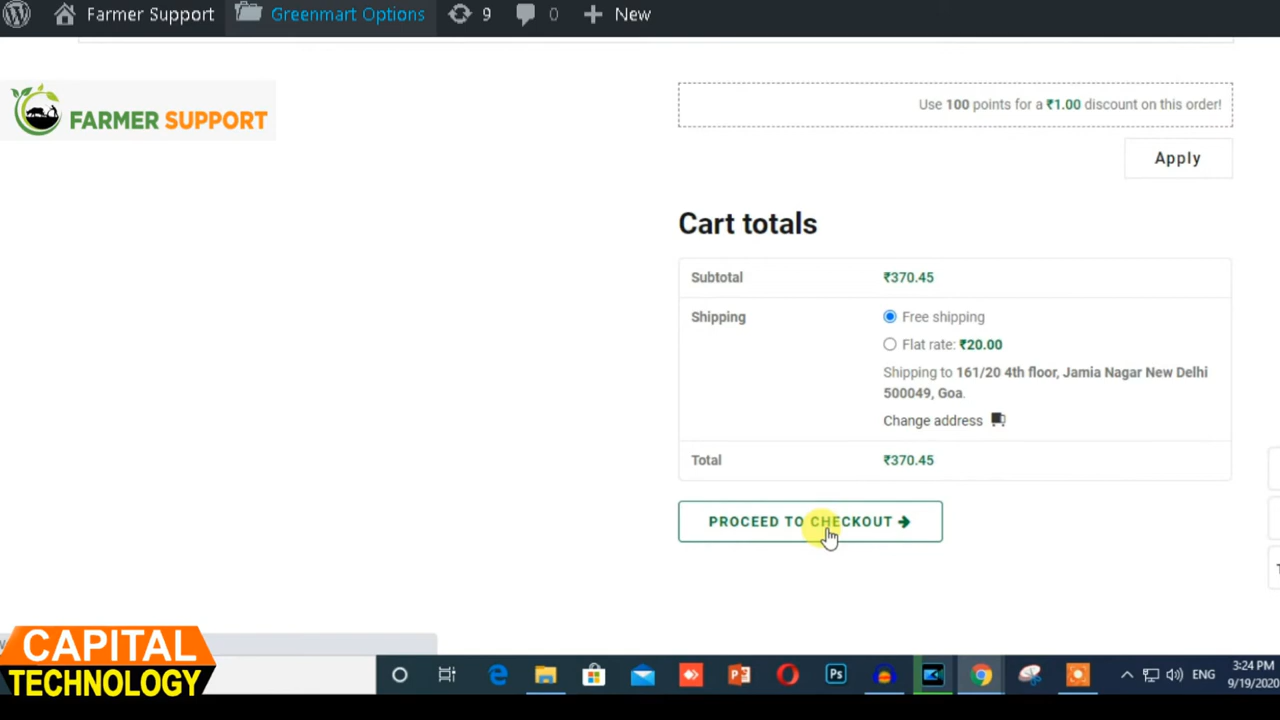 Farmer Support Greenmart Options 9 0 New
FARMER SUPPORT
Use 100 points for a ₹1.00 discount on this order!
Apply
Cart totals
Subtotal ₹370.45
Shipping Free shipping
Flat rate: ₹20.00
Shipping to 161/20 4th floor, Jamia Nagar New Delhi
500049, Goa.
Change address
Total ₹370.45
PROCEED TO CHECKOUT
CAPITAL
TECHNOLOGY
Ps
ENG
3:24 PM
9/19/2020